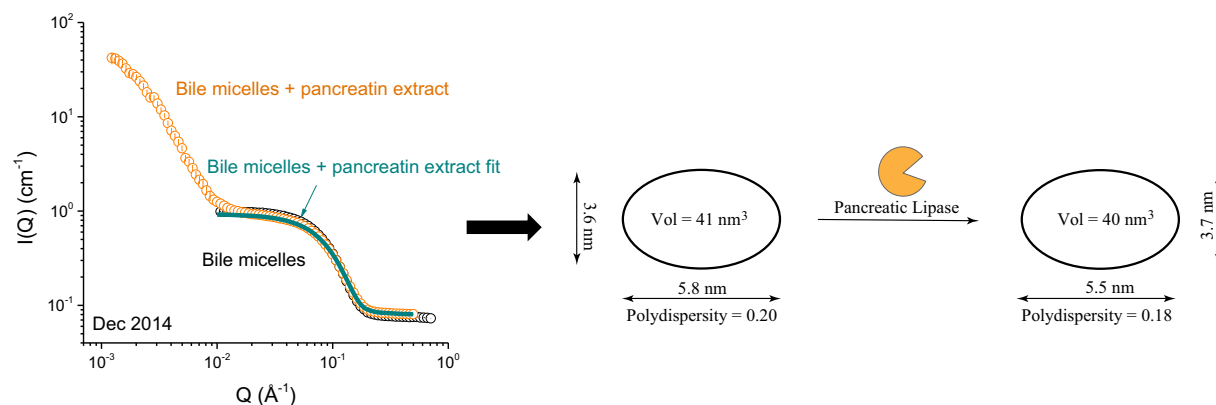 10²
10¹
10⁰
10⁻¹
I(Q) (cm⁻¹)
Bile micelles + pancreatin extract
Bile micelles + pancreatin extract fit
Bile micelles
Dec 2014
10⁻³
10⁻²
10⁻¹
10⁰
Q (Å⁻¹)
3.6 nm
Vol = 41 nm³
5.8 nm
Polydispersity = 0.20
Pancreatic Lipase
Vol = 40 nm³
3.7 nm
5.5 nm
Polydispersity = 0.18